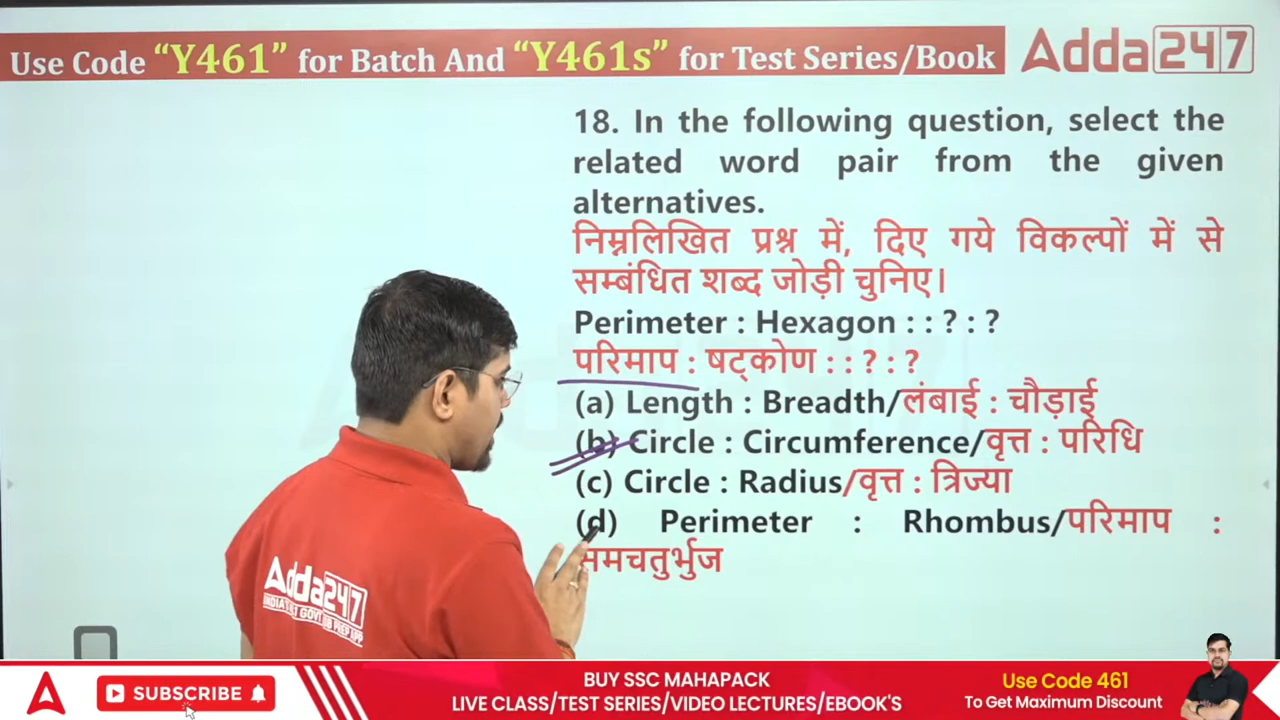 Use Code “Y461” for Batch And “Y461s” for Test Series/Book
Adda247
18. In the following question, select the
related word pair from the given
alternatives.
निम्नलिखित प्रश्न में, दिए गये विकल्पों में से
सम्बंधित शब्द जोड़ी चुनिए।
Perimeter : Hexagon : : ? : ?
परिमाप : षट्कोण : : ? : ?
(a) Length : Breadth/लंबाई : चौड़ाई
(b) Circle : Circumference/वृत्त : परिधि
(c) Circle : Radius/वृत्त : त्रिज्या
(d) Perimeter : Rhombus/परिमाप :
समचतुर्भुज
Adda247
SUBSCRIBE
BUY SSC MAHAPACK
LIVE CLASS/TEST SERIES/VIDEO LECTURES/EBOOK'S
Use Code 461
To Get Maximum Discount